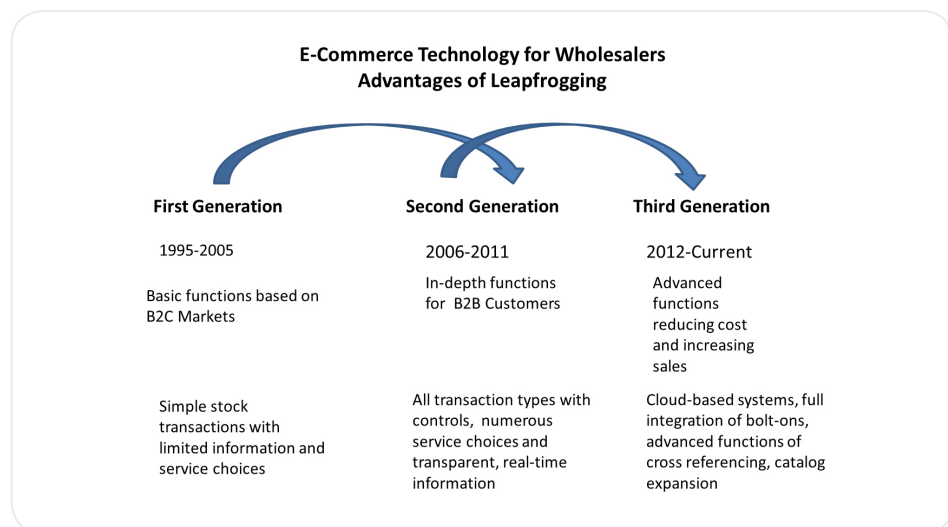 E-Commerce Technology for Wholesalers
Advantages of Leapfrogging
First Generation
1995-2005
Basic functions based on
B2C Markets
Simple stock
transactions with
limited information and
service choices
Second Generation
2006-2011
In-depth functions
for B2B Customers
All transaction types with
controls, numerous
service choices and
transparent, real-time
information
Third Generation
2012-Current
Advanced
functions
reducing cost
and increasing
sales
Cloud-based systems, full
integration of bolt-ons,
advanced functions of
cross referencing, catalog
expansion